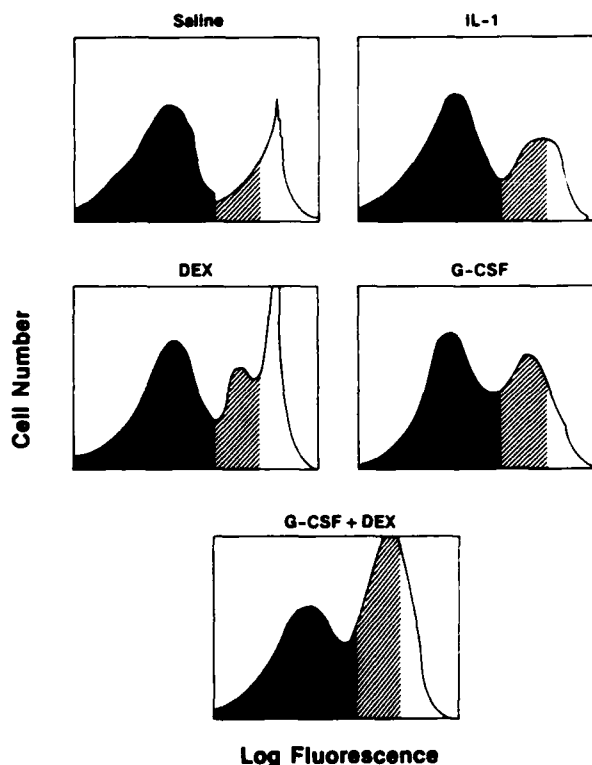 Saline
IL-1
DEX
G-CSF
Cell Number
G-CSF + DEX
Log Fluorescence